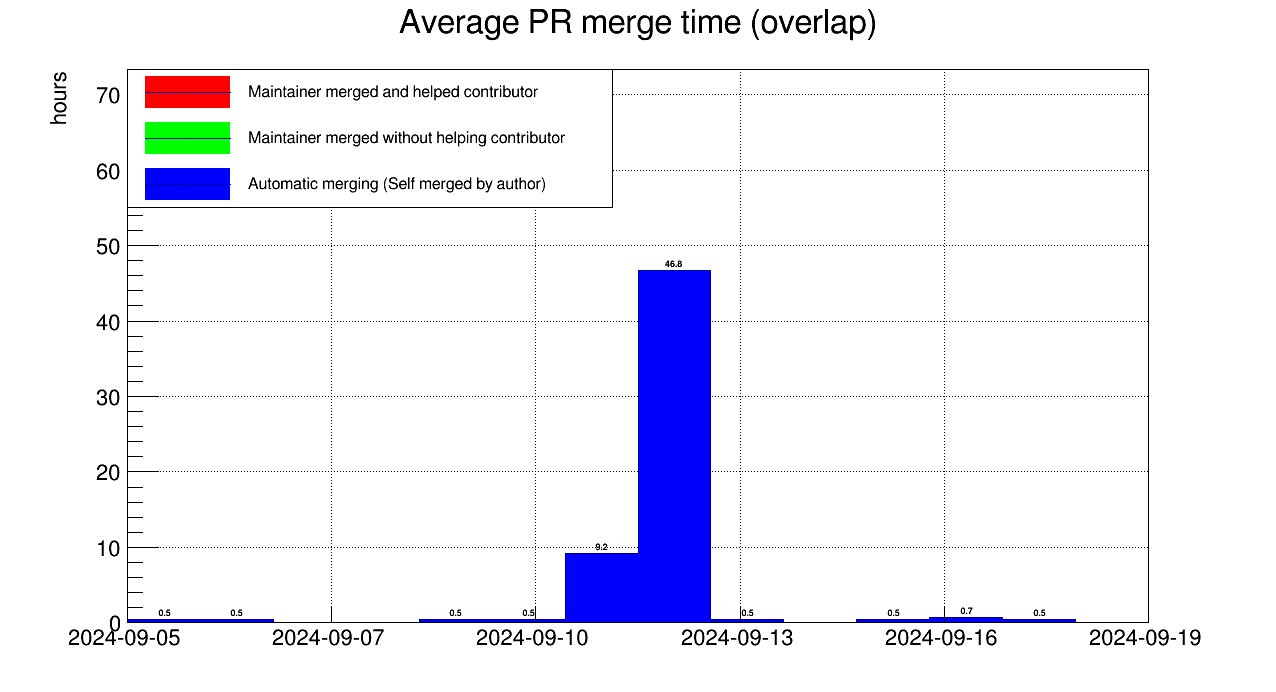 Average PR merge time (overlap)
hours
Maintainer merged and helped contributor
Maintainer merged without helping contributor
Automatic merging (Self merged by author)
70
60
50
40
30
20
10
0
46.8
9.2
0.5 0.5 0.5 0.5 0.5 0.5 0.7 0.5
2024-09-05 2024-09-07 2024-09-10 2024-09-13 2024-09-16 2024-09-19